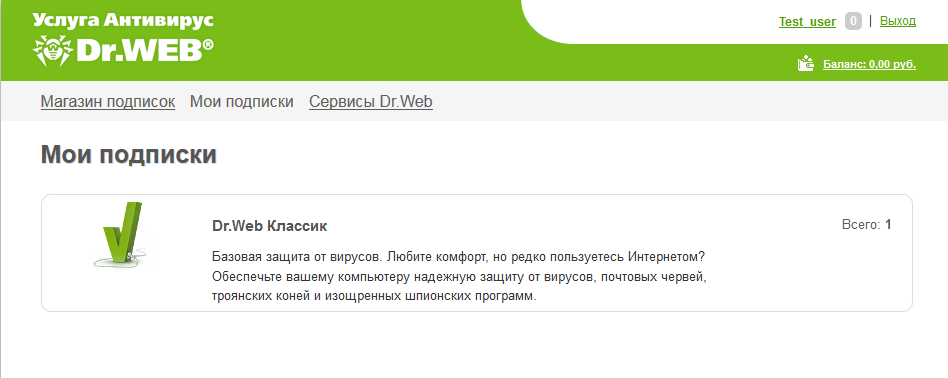 Услуга Антивирус
Dr.WEB®
Test_user 0 | Выход
Баланс: 0,00 руб.
Магазин подписок Мои подписки Сервисы Dr.Web
Мои подписки
Dr.Web Классик
Всего: 1
Базовая защита от вирусов. Любите комфорт, но редко пользуетесь Интернетом?
Обеспечьте вашему компьютеру надежную защиту от вирусов, почтовых червей,
троянских коней и изощренных шпионских программ.